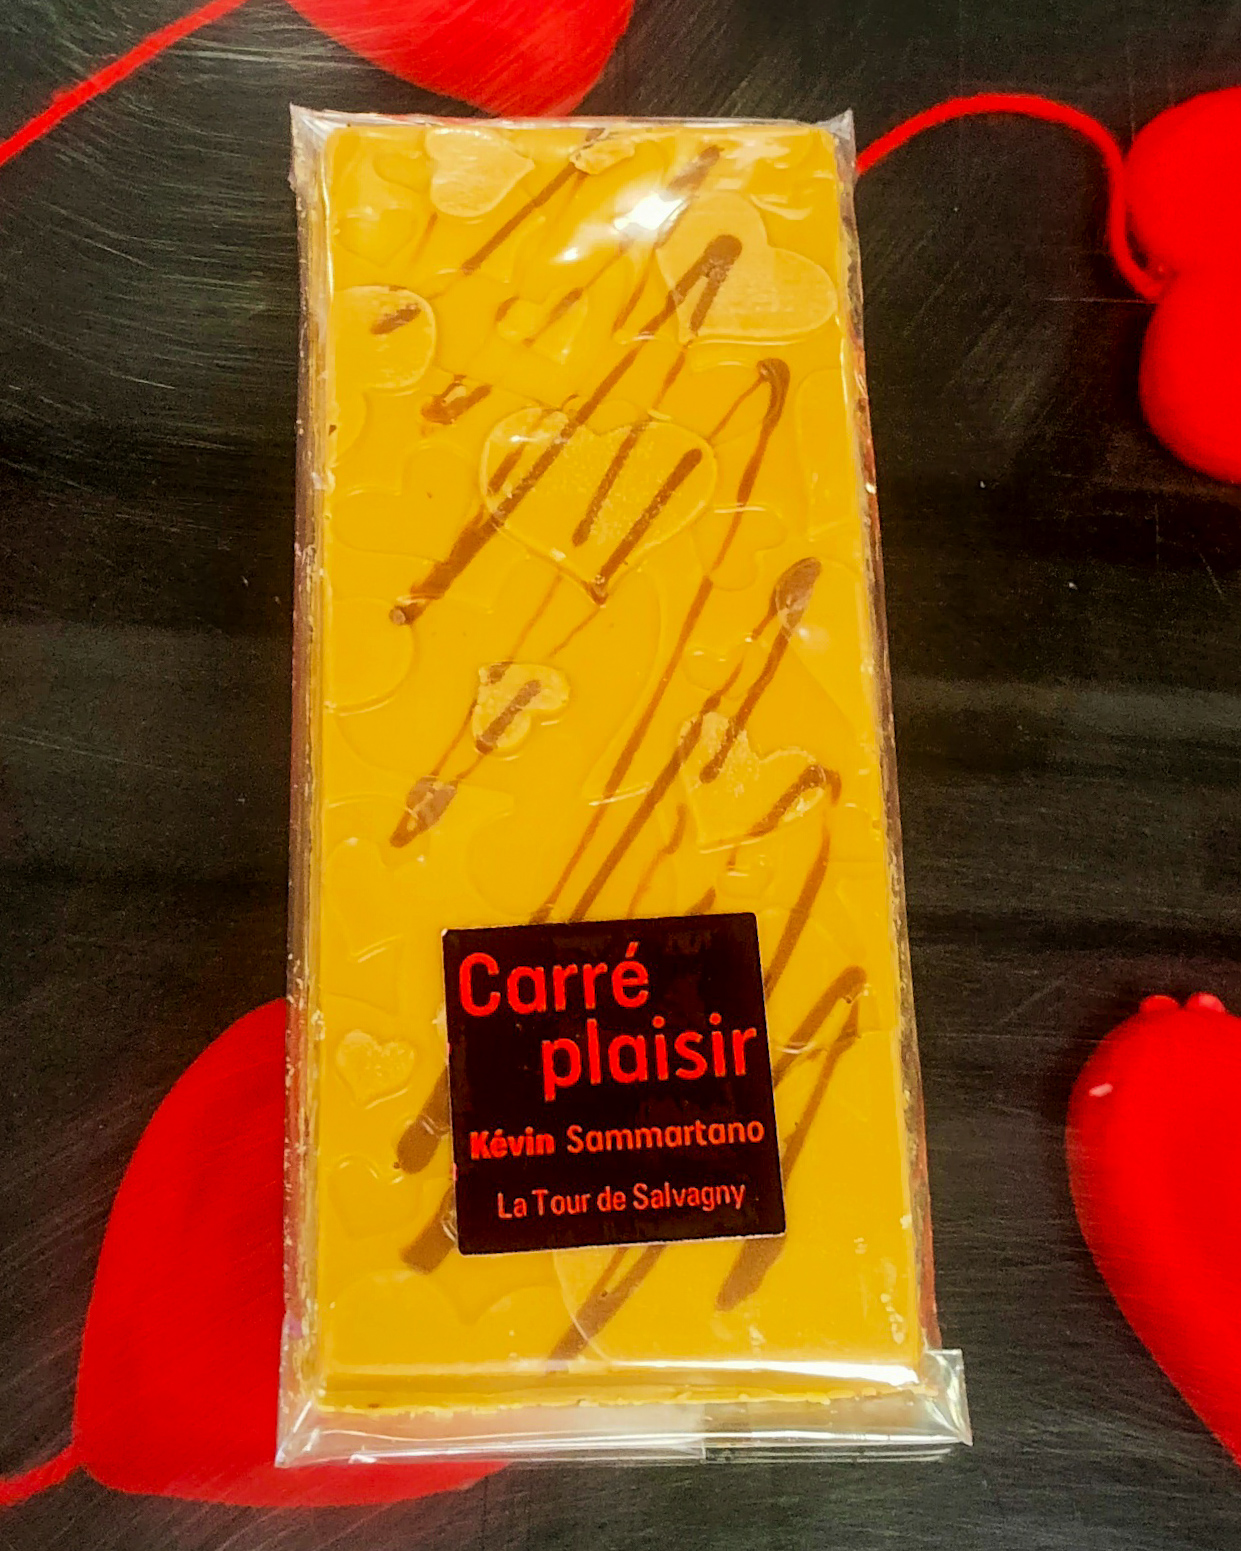 Carré
plaisir
Kévin Sammartano
La Tour de Salvagny